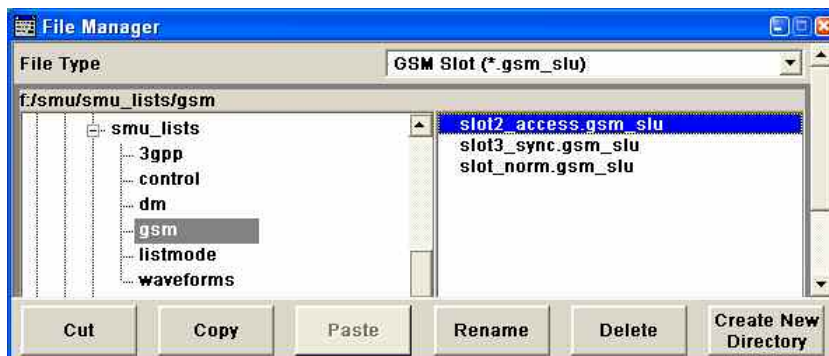 File Manager
File Type GSM Slot (*.gsm_slu)
f:/smu/smu_lists/gsm
smu_lists
3gpp
control
dm
gsm
listmode
waveforms
slot2_access.gsm_slu
slot3_sync.gsm_slu
slot_norm.gsm_slu
Cut Copy Paste Rename Delete Create New
Directory